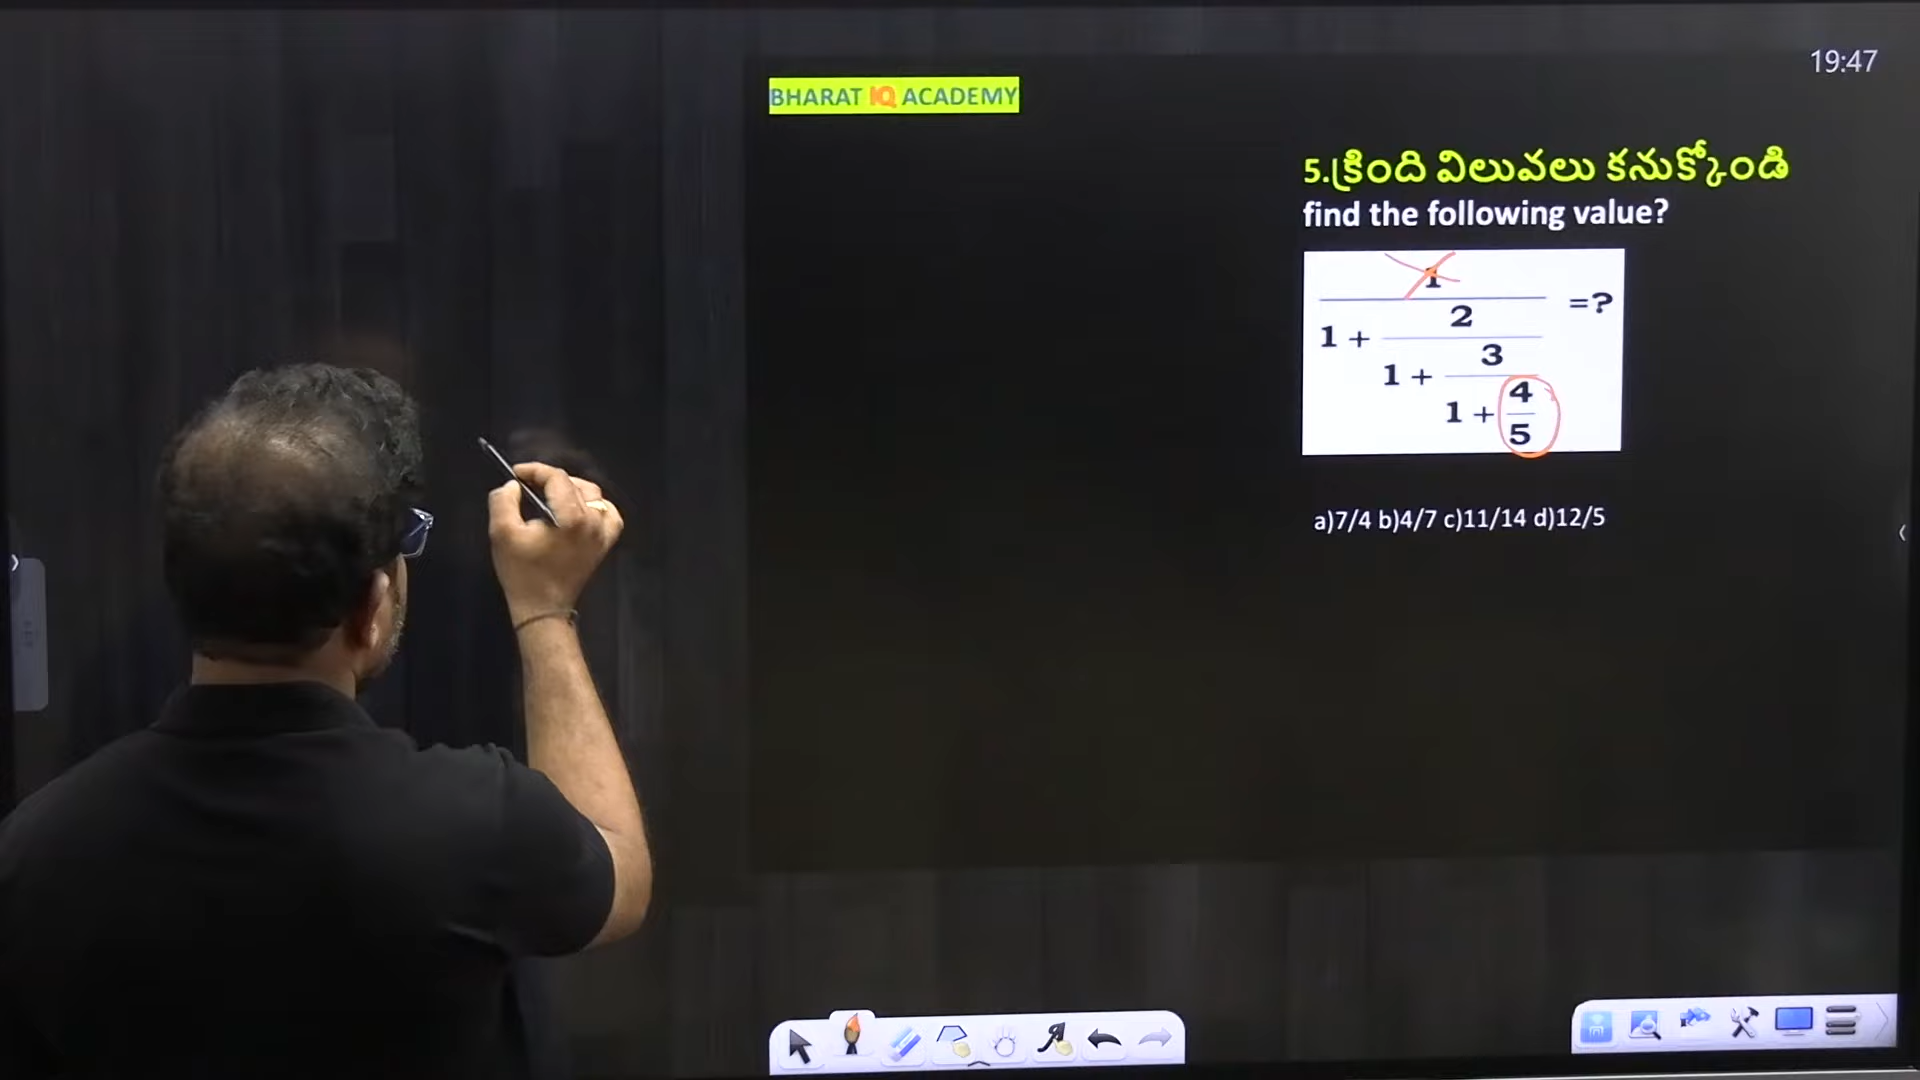 19:47
BHARAT IQ ACADEMY
5.క్రింది విలువలు కనుక్కోండి
find the following value?
1
2
1 +
=?
3
1 +
4
1 +
5
a)7/4 b)4/7 c)11/14 d)12/5